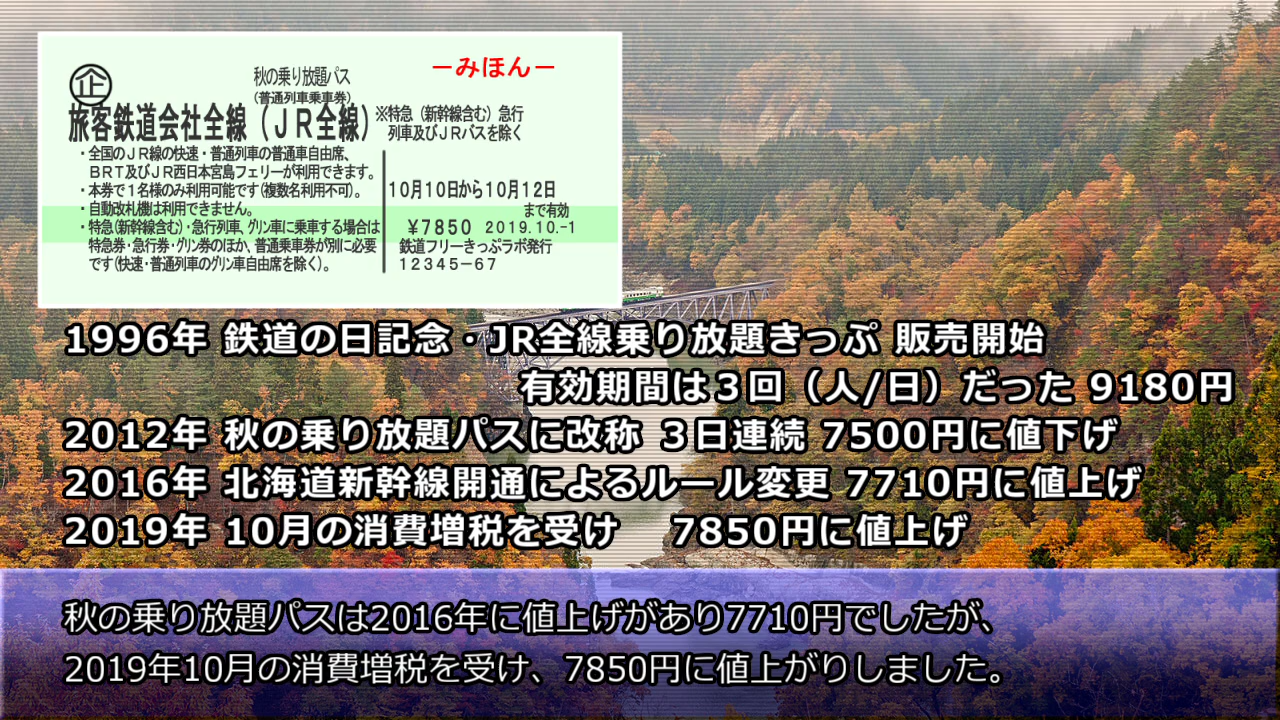 企
秋の乗り放題パス
(普通列車乗車券)
－みほん－
旅客鉄道会社全線（ＪＲ全線）
※特急（新幹線含む）急行
列車及びＪＲバスを除く
・全国のＪＲ線の快速・普通列車の普通車自由席、
ＢＲＴ及びＪＲ西日本宮島フェリーが利用できます。
・本券で１名様のみ利用可能です(複数名利用不可)。
・自動改札機は利用できません。
・特急(新幹線含む)・急行列車、グリン車に乗車する場合は
特急券・急行券・グリン券のほか、普通乗車券が別に必要
です(快速・普通列車のグリン車自由席を除く)。
10月10日から10月12日
まで有効
￥7850 2019.10.-1
鉄道フリーきっぷラボ発行
１２３４５－６７
1996年 鉄道の日記念・JR全線乗り放題きっぷ 販売開始
有効期間は３回（人/日）だった 9180円
2012年 秋の乗り放題パスに改称 ３日連続 7500円に値下げ
2016年 北海道新幹線開通によるルール変更 7710円に値上げ
2019年 10月の消費増税を受け 7850円に値上げ
秋の乗り放題パスは2016年に値上げがあり7710円でしたが、
2019年10月の消費増税を受け、7850円に値上がりしました。